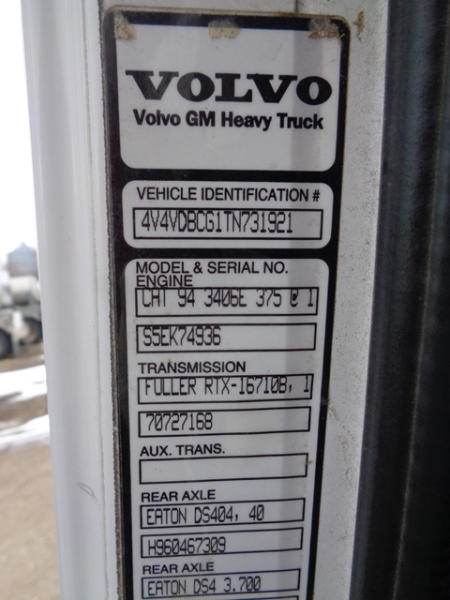 VOLVO
Volvo GM Heavy Truck
VEHICLE IDENTIFICATION #
4V4VDBCG1TN731921
MODEL & SERIAL NO.
ENGINE
CAT 94 3406E 375 @ 1
S5EK74936
TRANSMISSION
FULLER RTX-16710B, 1
70727168
AUX. TRANS.
REAR AXLE
EATON DS404, 40
H960467309
REAR AXLE
EATON DS4 3.700